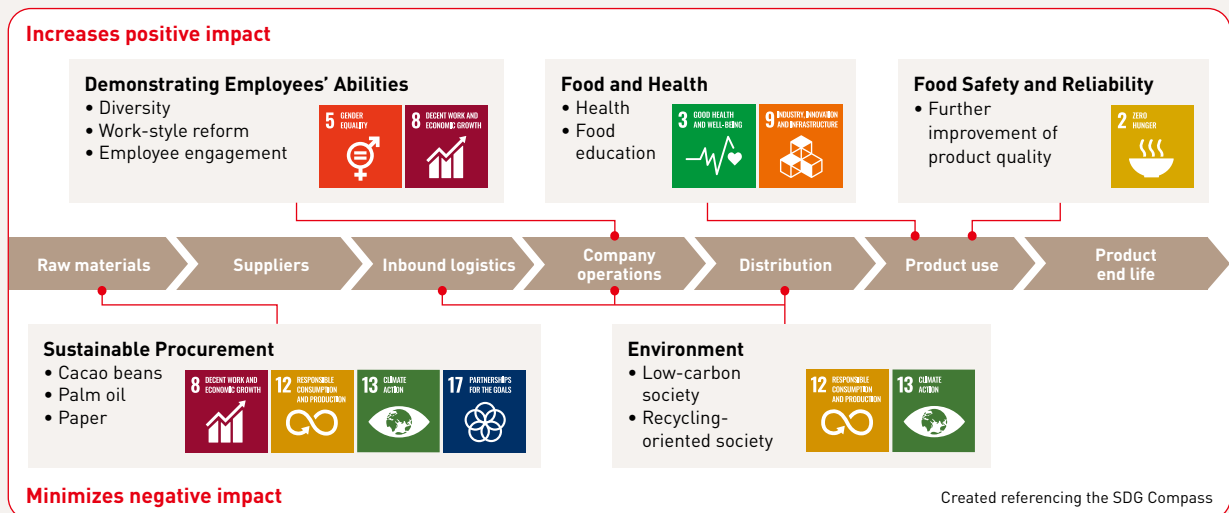 Increases positive impact
Demonstrating Employees’ Abilities
• Diversity
• Work-style reform
• Employee engagement
5 GENDER
EQUALITY
8 DECENT WORK AND
ECONOMIC GROWTH
Food and Health
• Health
• Food
education
3 GOOD HEALTH
AND WELL-BEING
9 INDUSTRY, INNOVATION
AND INFRASTRUCTURE
Food Safety and Reliability
• Further
improvement of
product quality
2 ZERO
HUNGER
Raw materials
Suppliers
Inbound logistics
Company
operations
Distribution
Product use
Product
end life
Sustainable Procurement
• Cacao beans
• Palm oil
• Paper
8 DECENT WORK AND
ECONOMIC GROWTH
12 RESPONSIBLE
CONSUMPTION
AND PRODUCTION
13 CLIMATE
ACTION
17 PARTNERSHIPS
FOR THE GOALS
Environment
• Low-carbon
society
• Recycling-
oriented society
12 RESPONSIBLE
CONSUMPTION
AND PRODUCTION
13 CLIMATE
ACTION
Minimizes negative impact
Created referencing the SDG Compass